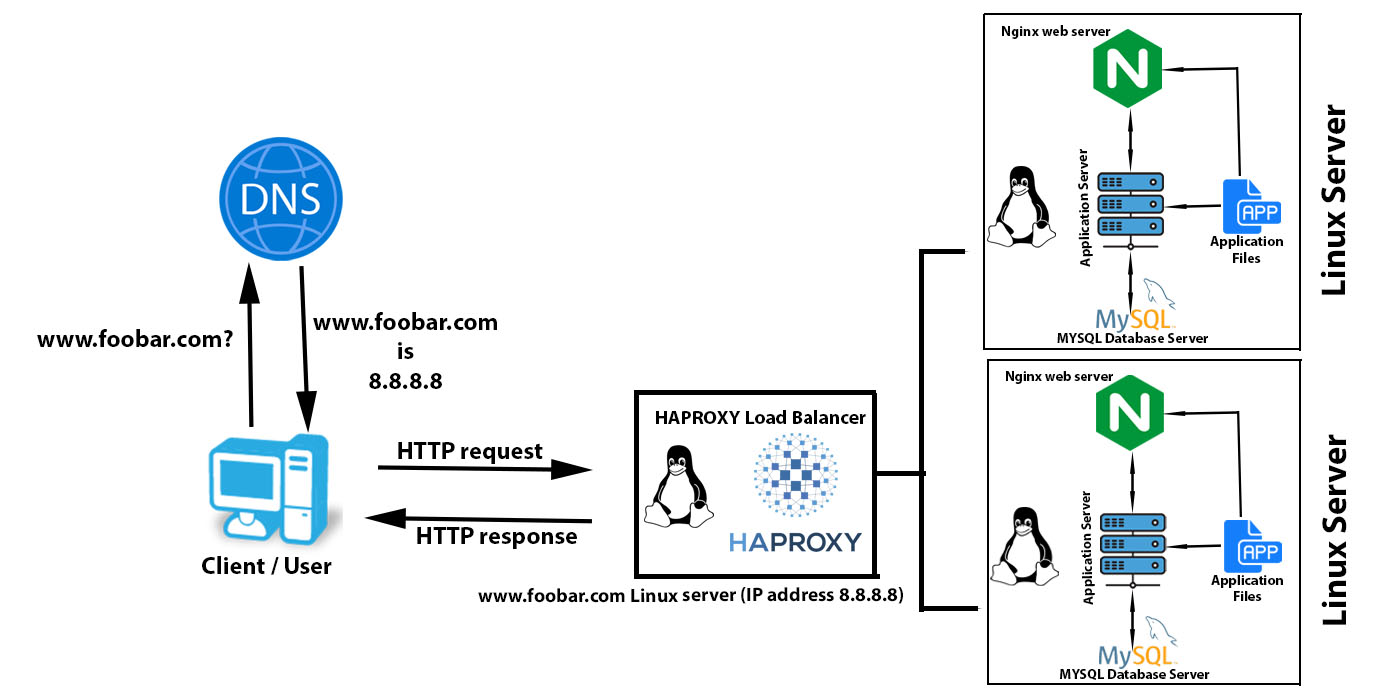 DNS
www.foobar.com?
www.foobar.com
is
8.8.8.8
Client / User
HTTP request
HTTP response
HAPROXY Load Balancer
HAPROXY
www.foobar.com Linux server (IP address 8.8.8.8)
Nginx web server
N
Application Server
APP
Application
Files
MySQL
MYSQL Database Server
Linux Server
Nginx web server
N
Application Server
APP
Application
Files
MySQL
MYSQL Database Server
Linux Server